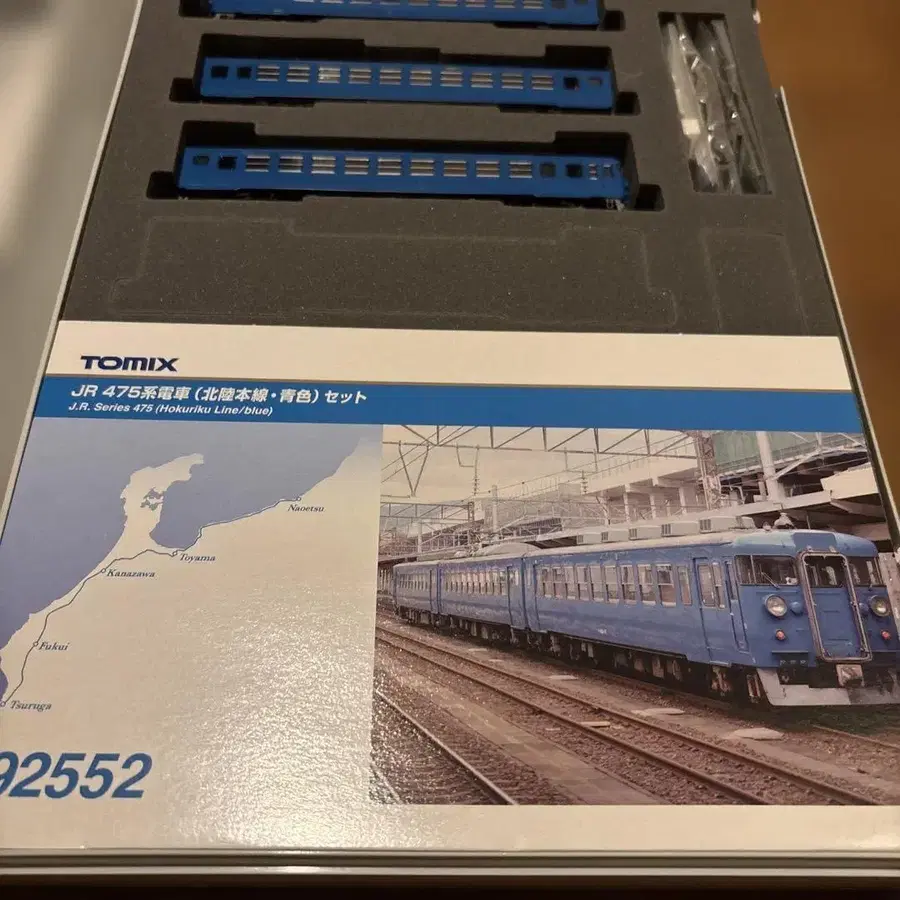 TOMIX
JR 475系電車（北陸本線・青色）セット
J.R. Series 475 (Hokuriku Line/blue)
Naoetsu
Toyama
Kanazawa
Fukui
Tsuruga
92552